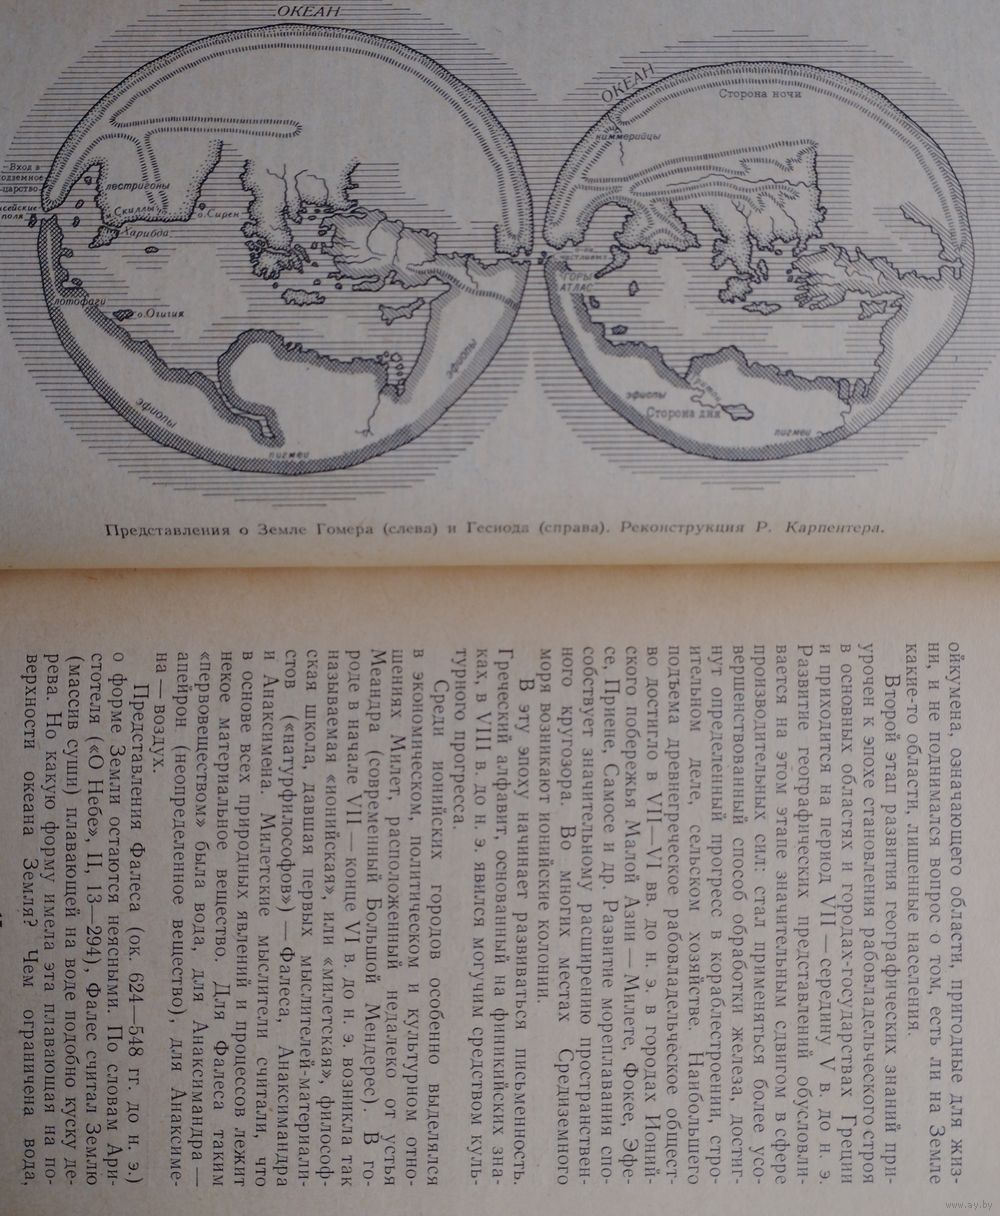 ОКЕАН
Вход в
подземное
царство
лестригоны
Скилла
Харибда
о. Сирен
лотофаги
о. Огигия
эфиопы
пигмеи
эфиопы
ОКЕАН
Сторона ночи
киммерийцы
ГОРЫ
АТЛАС
эфиопы
Сторона дня
пигмеи
Представления о Земле Гомера (слева) и Гесиода (справа). Реконструкция Р. Карпентера.
ойкумена, означающего области, пригодные для жиз-
ни, и не поднимался вопрос о том, есть ли на Земле
какие-то области, лишенные населения.
Второй этап развития географических знаний при-
урочен к эпохе становления рабовладельческого строя
в основных областях и городах-государствах Греции
и приходится на период VII — середину V в. до н. э.
Развитие географических представлений обусловли-
вается на этом этапе значительным сдвигом в сфере
производительных сил: стал применяться более усо-
вершенствованный способ обработки железа, достиг-
нут определенный прогресс в кораблестроении, стро-
ительном деле, сельском хозяйстве. Наибольшего
подъема древнегреческое рабовладельческое общест-
во достигло в VII—VI вв. до н. э. в городах Ионий-
ского побережья Малой Азии — Милете, Фокее, Эфе-
се, Приене, Самосе и др. Развитие мореплавания спо-
собствует значительному расширению пространствен-
ного кругозора. Во многих местах Средиземного
моря возникают ионийские колонии.
В эту эпоху начинает развиваться письменность.
Греческий алфавит, основанный на финикийских зна-
ках, в VIII в. до н. э. явился могучим средством куль-
турного прогресса.
Среди ионийских городов особенно выделялся
в экономическом, политическом и культурном отно-
шениях Милет, расположенный недалеко от устья
Меандра (современный Большой Мендерес). В го-
роде в начале VII — конце VI в. до н. э. возникла так
называемая «ионийская», или «милетская», философ-
ская школа, давшая первых мыслителей-материали-
стов («натурфилософов») — Фалеса, Анаксимандра
и Анаксимена. Милетские мыслители считали, что
в основе всех природных явлений и процессов лежит
некое материальное вещество. Для Фалеса таким
«первовеществом» была вода, для Анаксимандра —
апейрон (неопределенное вещество), для Анаксиме-
на — воздух.
Представления Фалеса (ок. 624—548 гг. до н. э.)
о форме Земли остаются неясными. По словам Ари-
стотеля («О Небе», II, 13—294), Фалес считал Землю
(массив суши) плавающей на воде подобно куску де-
рева. Но какую форму имела эта плавающая на по-
верхности океана Земля? Чем ограничена вода,
www.ay.by